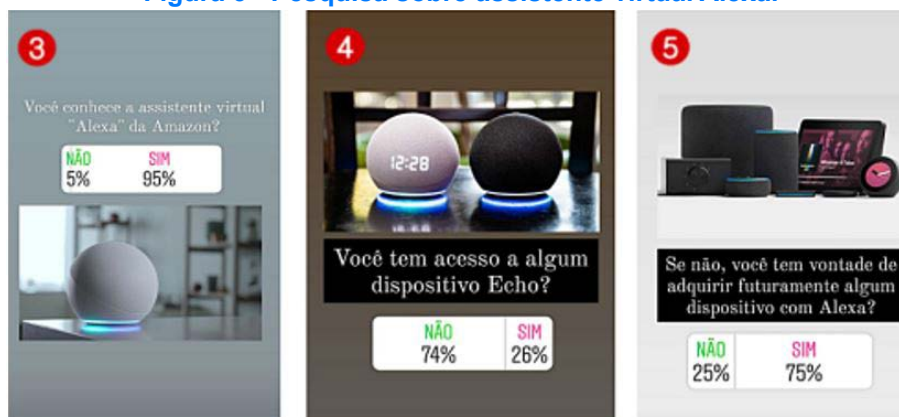 3
Você conhece a assistente virtual
"Alexa" da Amazon?
NÃO SIM
5% 95%
4
12:28
Você tem acesso a algum
dispositivo Echo?
NÃO SIM
74% 26%
5
Se não, você tem vontade de
adquirir futuramente algum
dispositivo com Alexa?
NÃO SIM
25% 75%